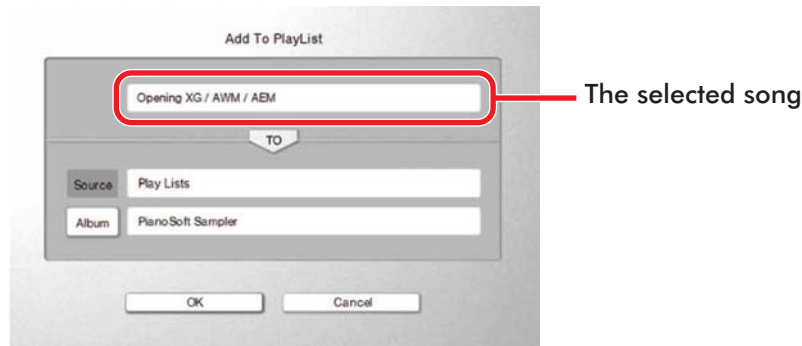 Add To PlayList
Opening XG / AWM / AEM
The selected song
TO
Source Play Lists
Album PianoSoft Sampler
OK Cancel